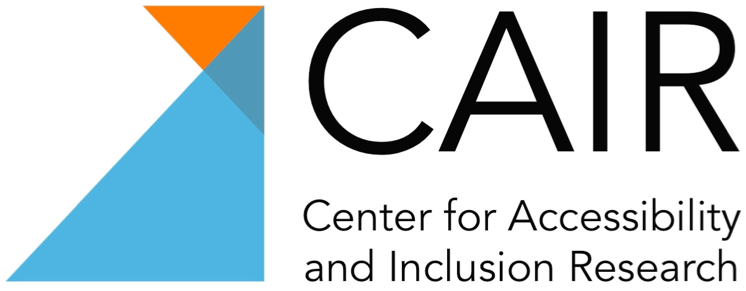 CAIR
Center for Accessibility
and Inclusion Research